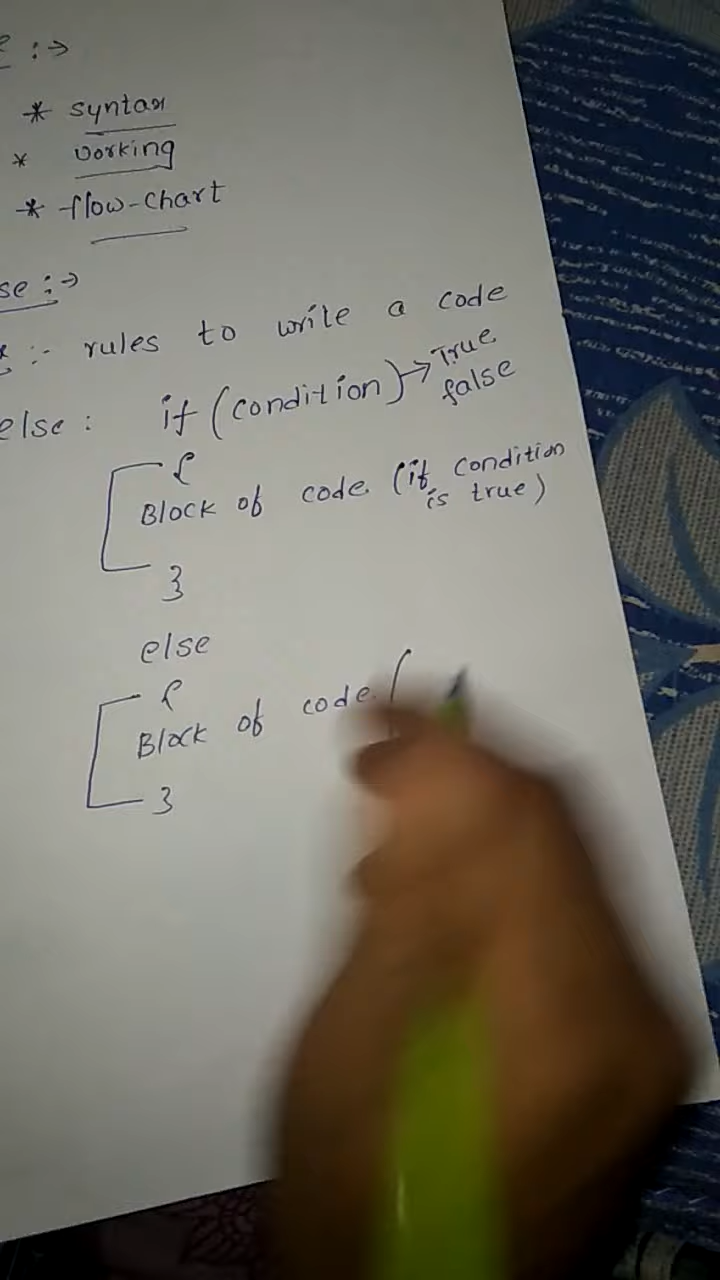 :->
* syntax
* working
* flow-chart
se :->
:- rules to write a code
else : if (condition) -> True
false
{
Block of code (if condition
is true)
}
else
{
Block of code (
}